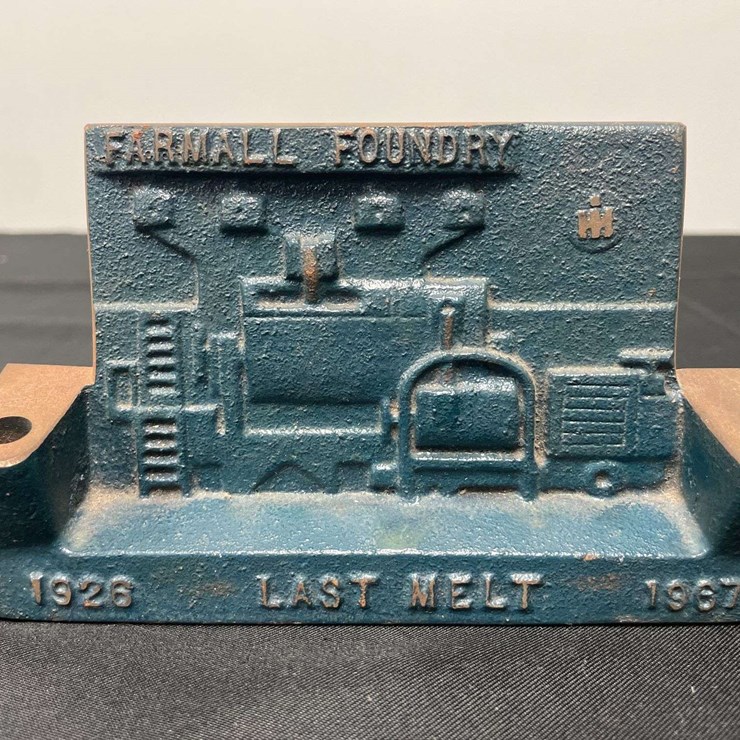 FARMALL FOUNDRY
IH
1926 LAST MELT 1967